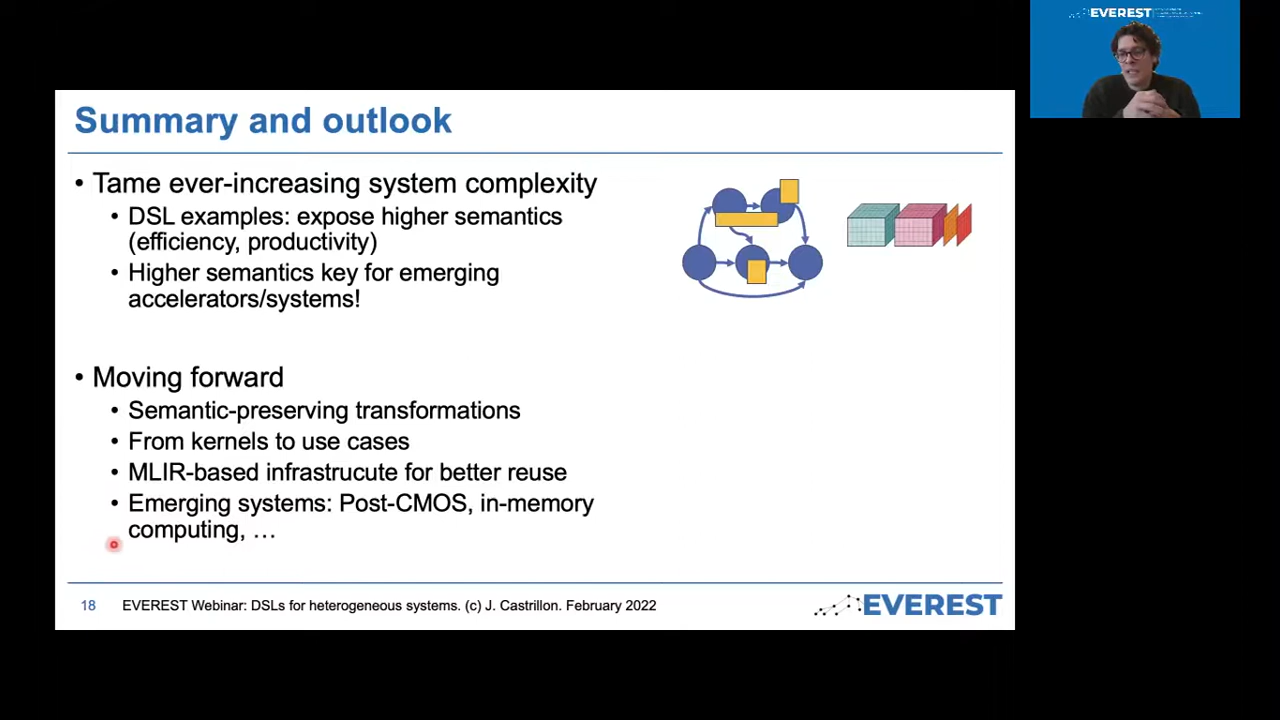 EVEREST
Summary and outlook
• Tame ever-increasing system complexity
• DSL examples: expose higher semantics
(efficiency, productivity)
• Higher semantics key for emerging
accelerators/systems!
• Moving forward
• Semantic-preserving transformations
• From kernels to use cases
• MLIR-based infrastrucute for better reuse
• Emerging systems: Post-CMOS, in-memory
computing, …
18 EVEREST Webinar: DSLs for heterogeneous systems. (c) J. Castrillon. February 2022
EVEREST